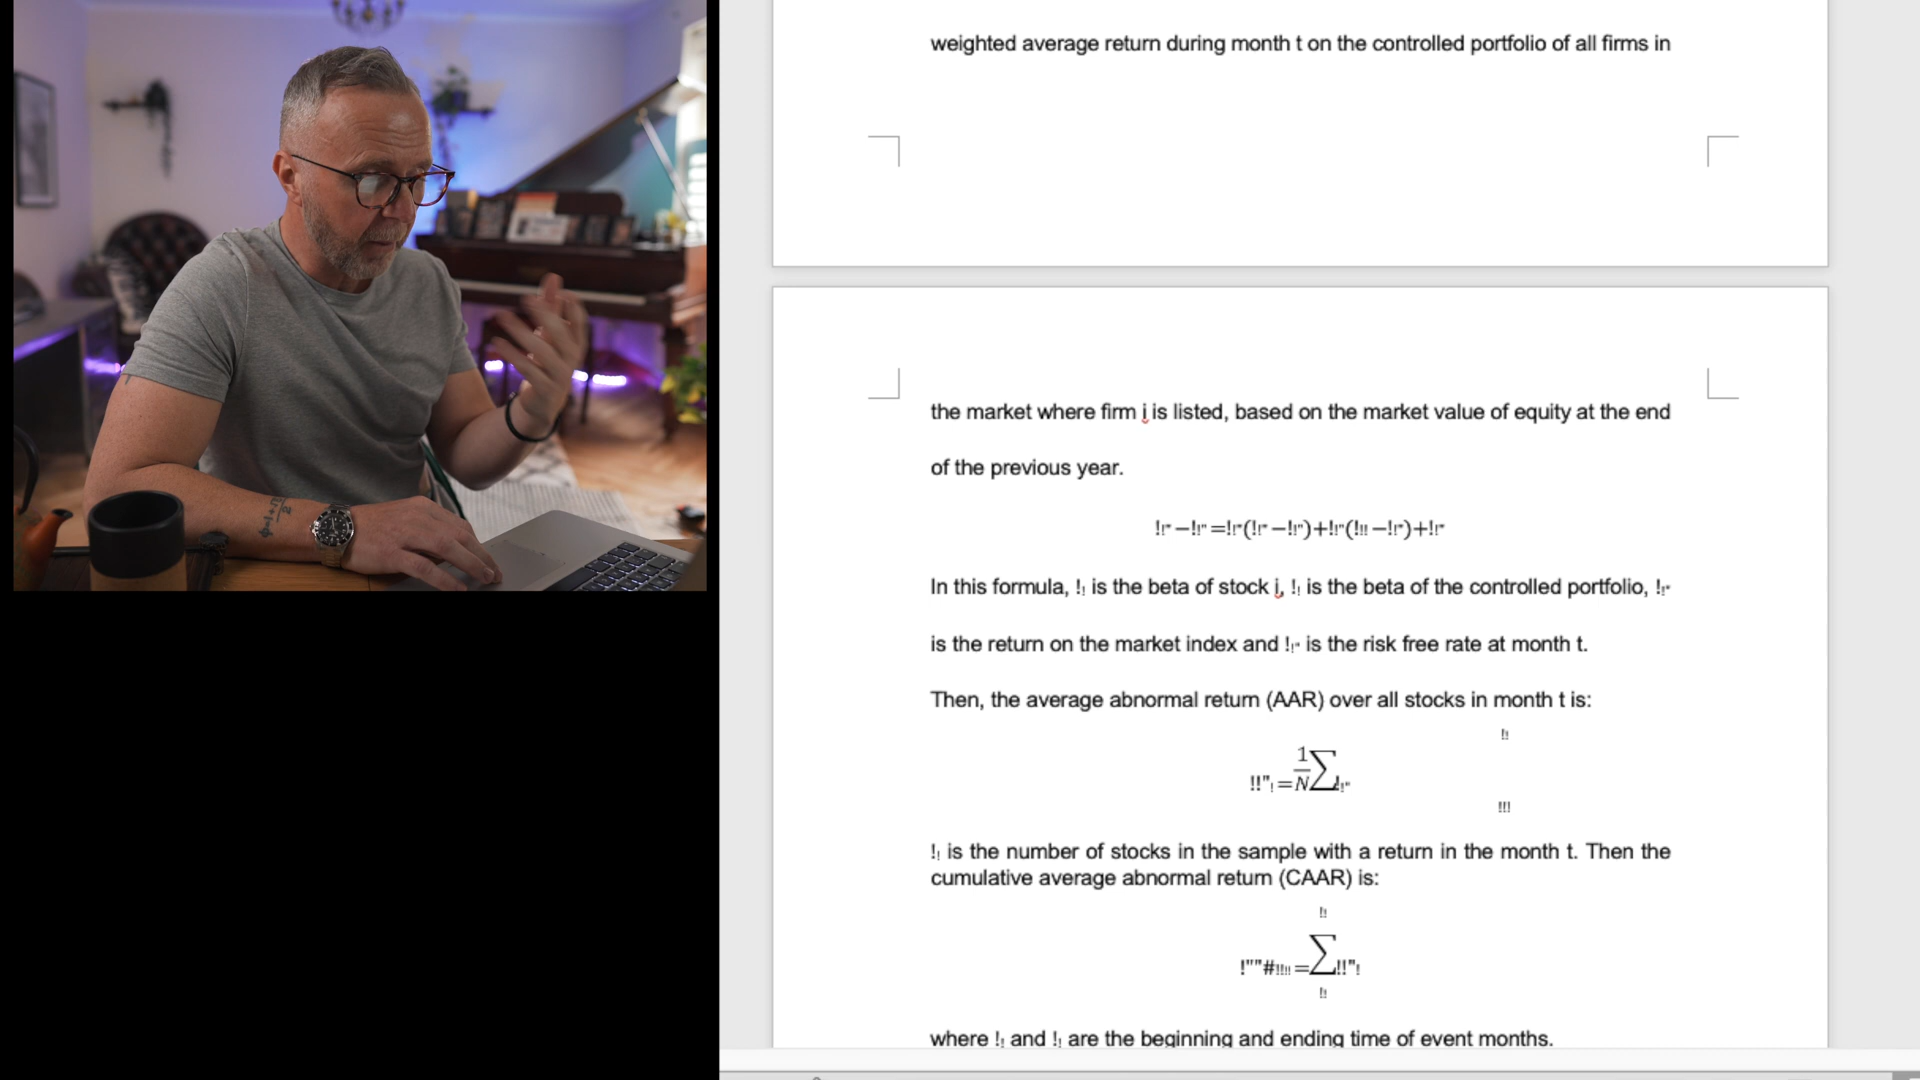 weighted average return during month t on the controlled portfolio of all firms in
the market where firm i is listed, based on the market value of equity at the end
of the previous year.
!!" −!!" =!!"(!!" −!!")+!!"(!!! −!!")+!!"
In this formula, !! is the beta of stock i, !! is the beta of the controlled portfolio, !!"
is the return on the market index and !!" is the risk free rate at month t.
Then, the average abnormal return (AAR) over all stocks in month t is:
!!
!!"! = 1/N ∑ !!"
!!!
!! is the number of stocks in the sample with a return in the month t. Then the
cumulative average abnormal return (CAAR) is:
!!
!""#!!!! = ∑ !!"!
!!
where !! and !! are the beginning and ending time of event months.